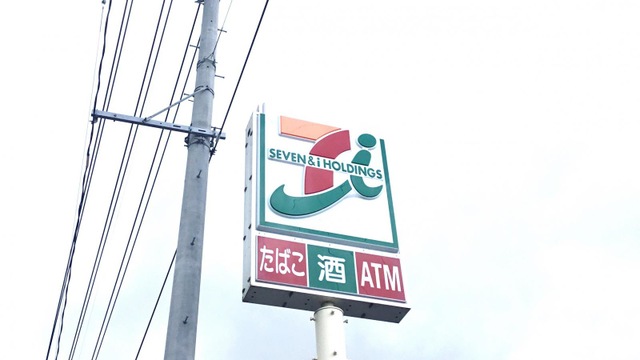 SEVEN & i HOLDINGS
たばこ 酒 ATM